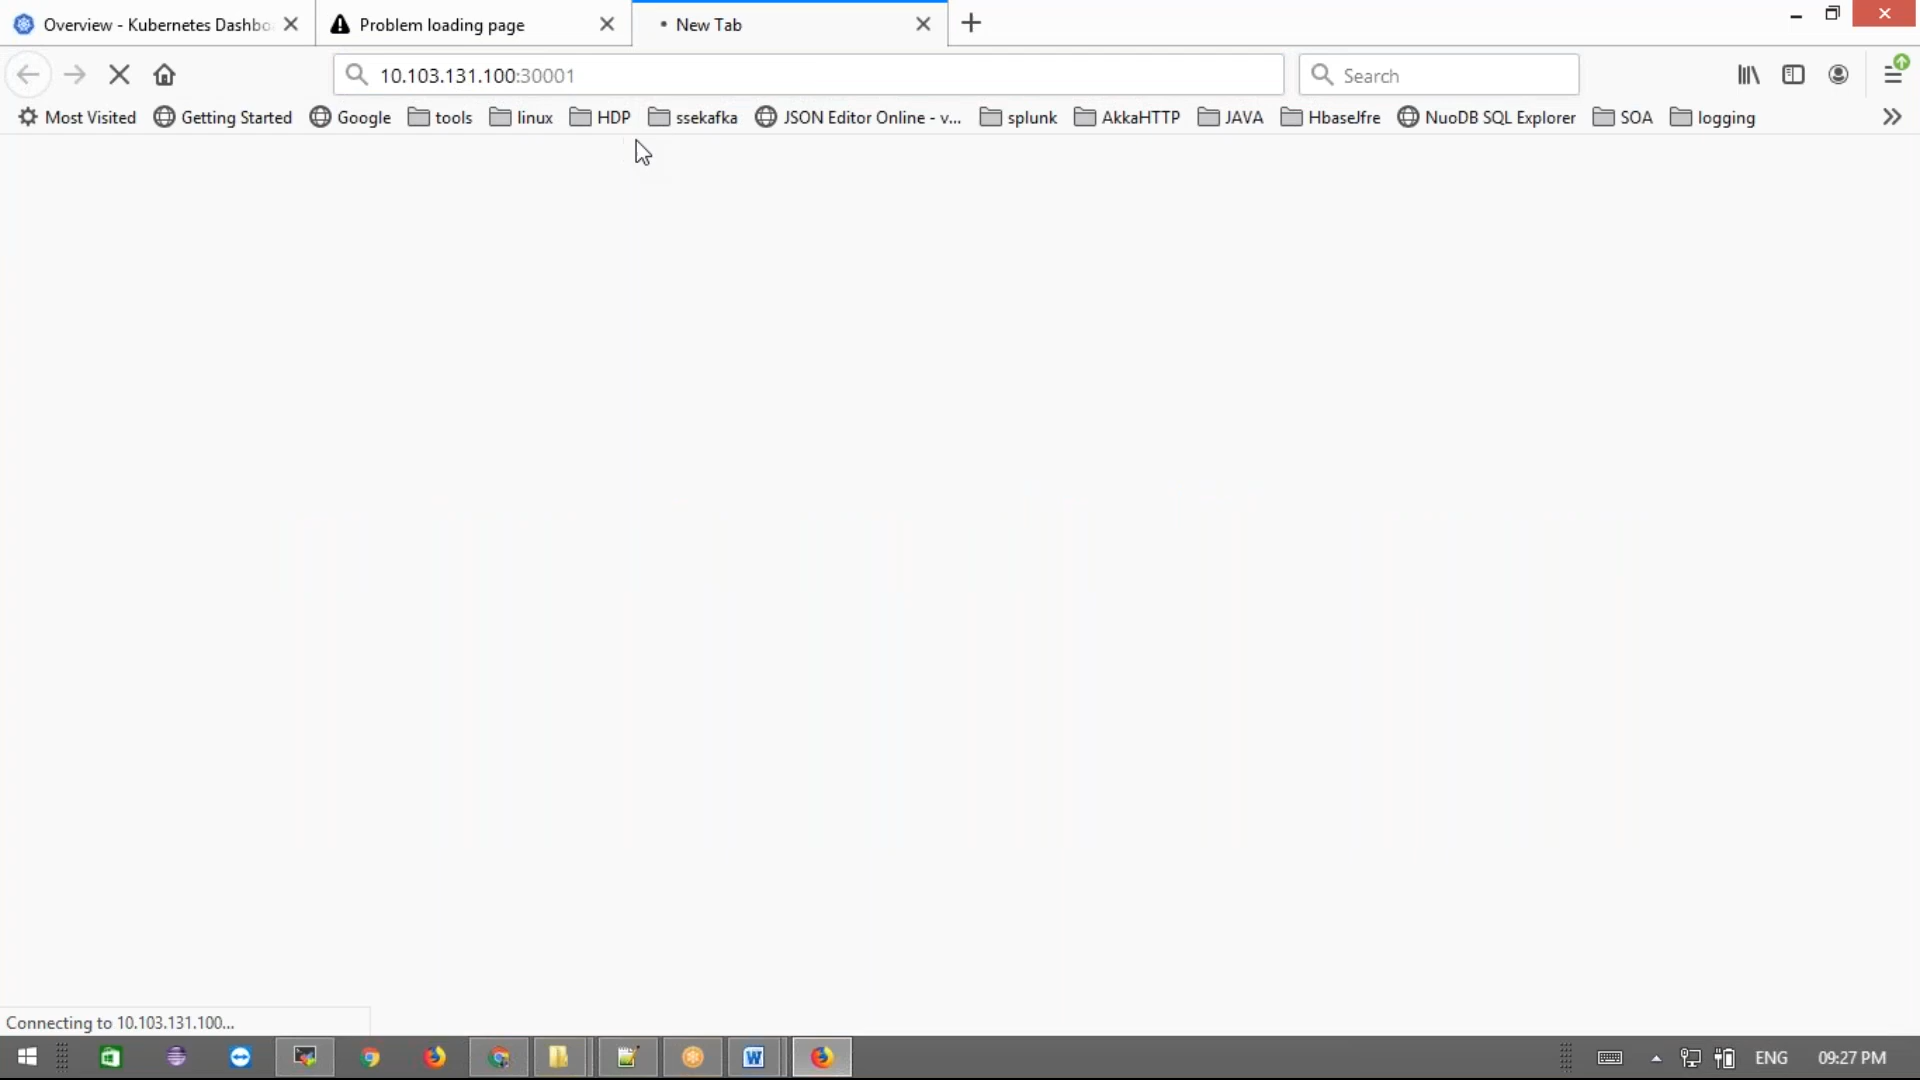 Overview - Kubernetes Dashbo
Problem loading page
New Tab
10.103.131.100:30001
Search
Most Visited
Getting Started
Google
tools
linux
HDP
ssekafka
JSON Editor Online - v...
splunk
AkkaHTTP
JAVA
HbaseJfre
NuoDB SQL Explorer
SOA
logging
Connecting to 10.103.131.100...
ENG
09:27 PM